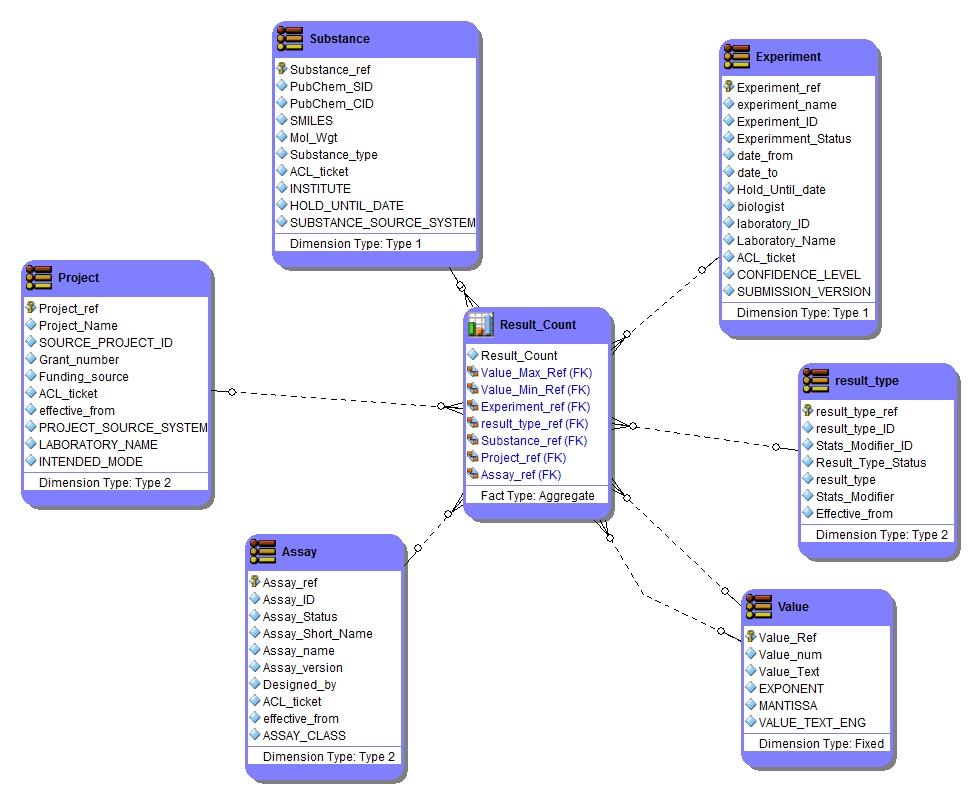 Substance
Substance_ref
PubChem_SID
PubChem_CID
SMILES
Mol_Wgt
Substance_type
ACL_ticket
INSTITUTE
HOLD_UNTIL_DATE
SUBSTANCE_SOURCE_SYSTEM
Dimension Type: Type 1
Experiment
Experiment_ref
experiment_name
Experiment_ID
Experimment_Status
date_from
date_to
Hold_Until_date
biologist
laboratory_ID
Laboratory_Name
ACL_ticket
CONFIDENCE_LEVEL
SUBMISSION_VERSION
Dimension Type: Type 1
Project
Project_ref
Project_Name
SOURCE_PROJECT_ID
Grant_number
Funding_source
ACL_ticket
effective_from
PROJECT_SOURCE_SYSTEM
LABORATORY_NAME
INTENDED_MODE
Dimension Type: Type 2
Result_Count
Result_Count
Value_Max_Ref (FK)
Value_Min_Ref (FK)
Experiment_ref (FK)
result_type_ref (FK)
Substance_ref (FK)
Project_ref (FK)
Assay_ref (FK)
Fact Type: Aggregate
result_type
result_type_ref
result_type_ID
Stats_Modifier_ID
Result_Type_Status
result_type
Stats_Modifier
Effective_from
Dimension Type: Type 2
Assay
Assay_ref
Assay_ID
Assay_Status
Assay_Short_Name
Assay_name
Assay_version
Designed_by
ACL_ticket
effective_from
ASSAY_CLASS
Dimension Type: Type 2
Value
Value_Ref
Value_num
Value_Text
EXPONENT
MANTISSA
VALUE_TEXT_ENG
Dimension Type: Fixed